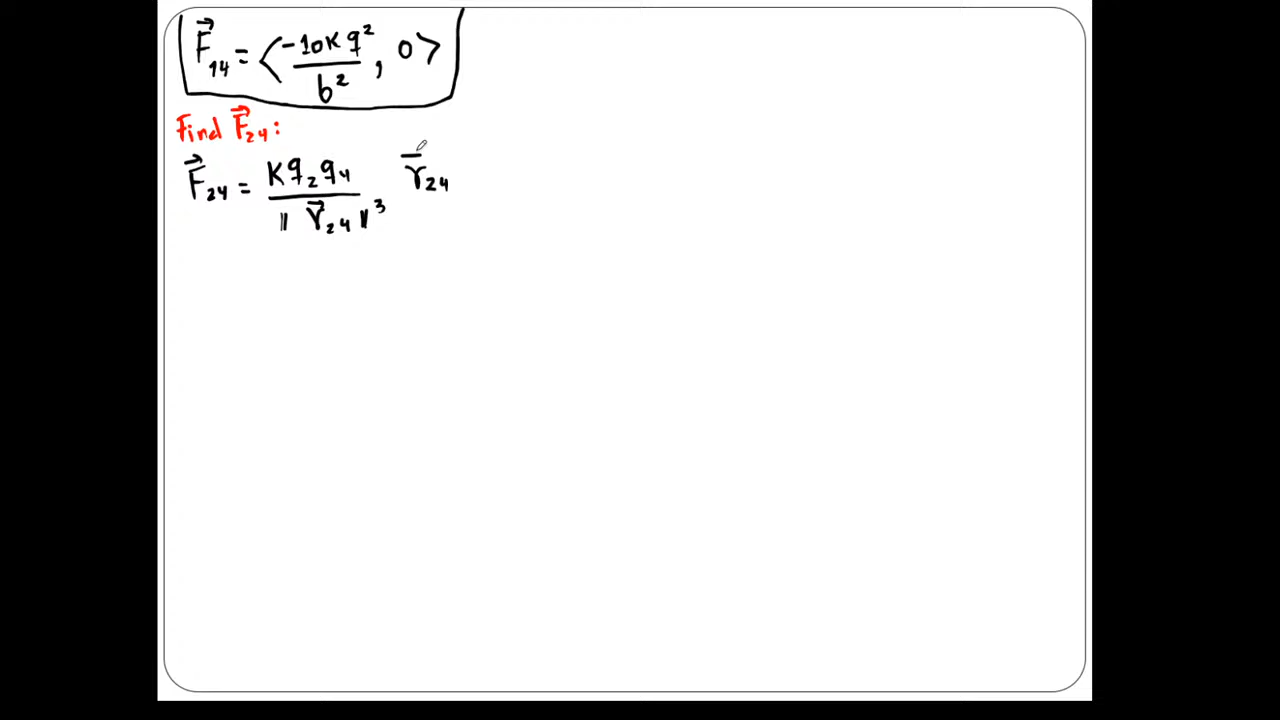 F⃗₁₄ = ⟨ -10Kq² / b² , 0 ⟩
Find F⃗₂₄:
F⃗₂₄ = Kq₂q₄ / ‖ r⃗₂₄ ‖³ r̅₂₄